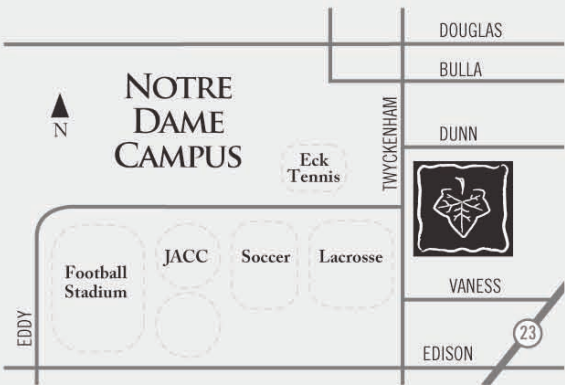 DOUGLAS
BULLA
NOTRE
DAME
CAMPUS
N
TWYCKENHAM
DUNN
Eck
Tennis
JACC
Soccer
Lacrosse
Football
Stadium
VANESS
EDDY
23
EDISON